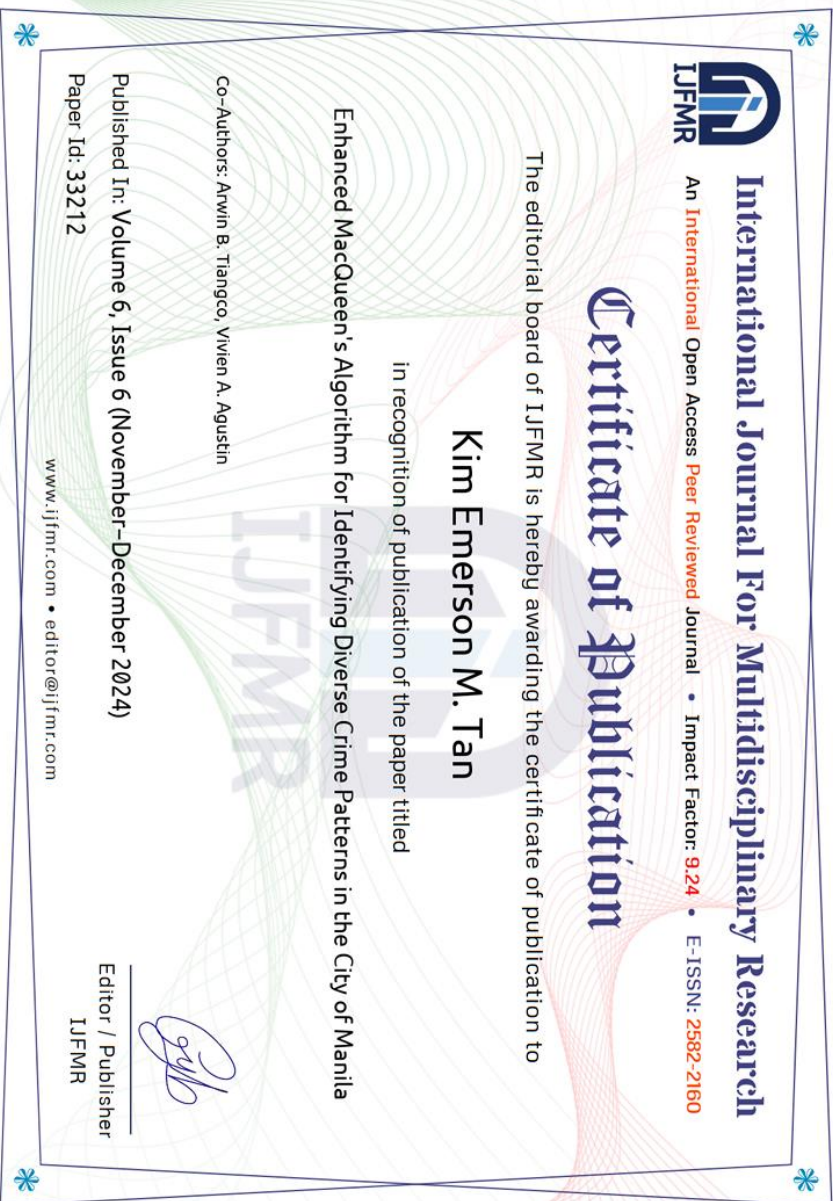 IJFMR
International Journal For Multidisciplinary Research
An International Open Access Peer Reviewed Journal • Impact Factor: 9.24 • E-ISSN: 2582-2160
Certificate of Publication
The editorial board of IJFMR is hereby awarding the certificate of publication to
Kim Emerson M. Tan
in recognition of publication of the paper titled
Enhanced MacQueen's Algorithm for Identifying Diverse Crime Patterns in the City of Manila
IJFMR
Co-Authors: Arwin B. Tiangco, Vivien A. Agustin
Published In: Volume 6, Issue 6 (November-December 2024)
Paper Id: 33212
Editor / Publisher
IJFMR
www.ijfmr.com • editor@ijfmr.com